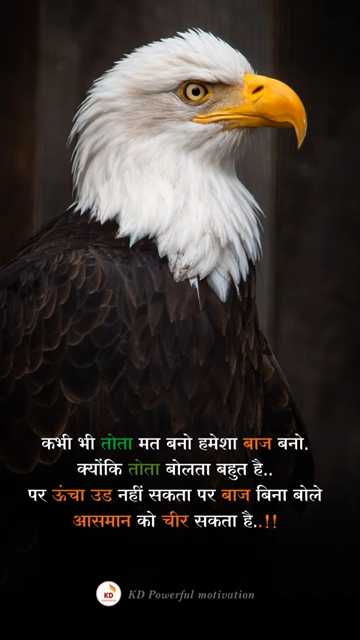 कभी भी तोता मत बनो हमेशा बाज बनो.
क्योंकि तोता बोलता बहुत है..
पर ऊंचा उड नहीं सकता पर बाज बिना बोले
आसमान को चीर सकता है..!!
KD
KD Powerful motivation